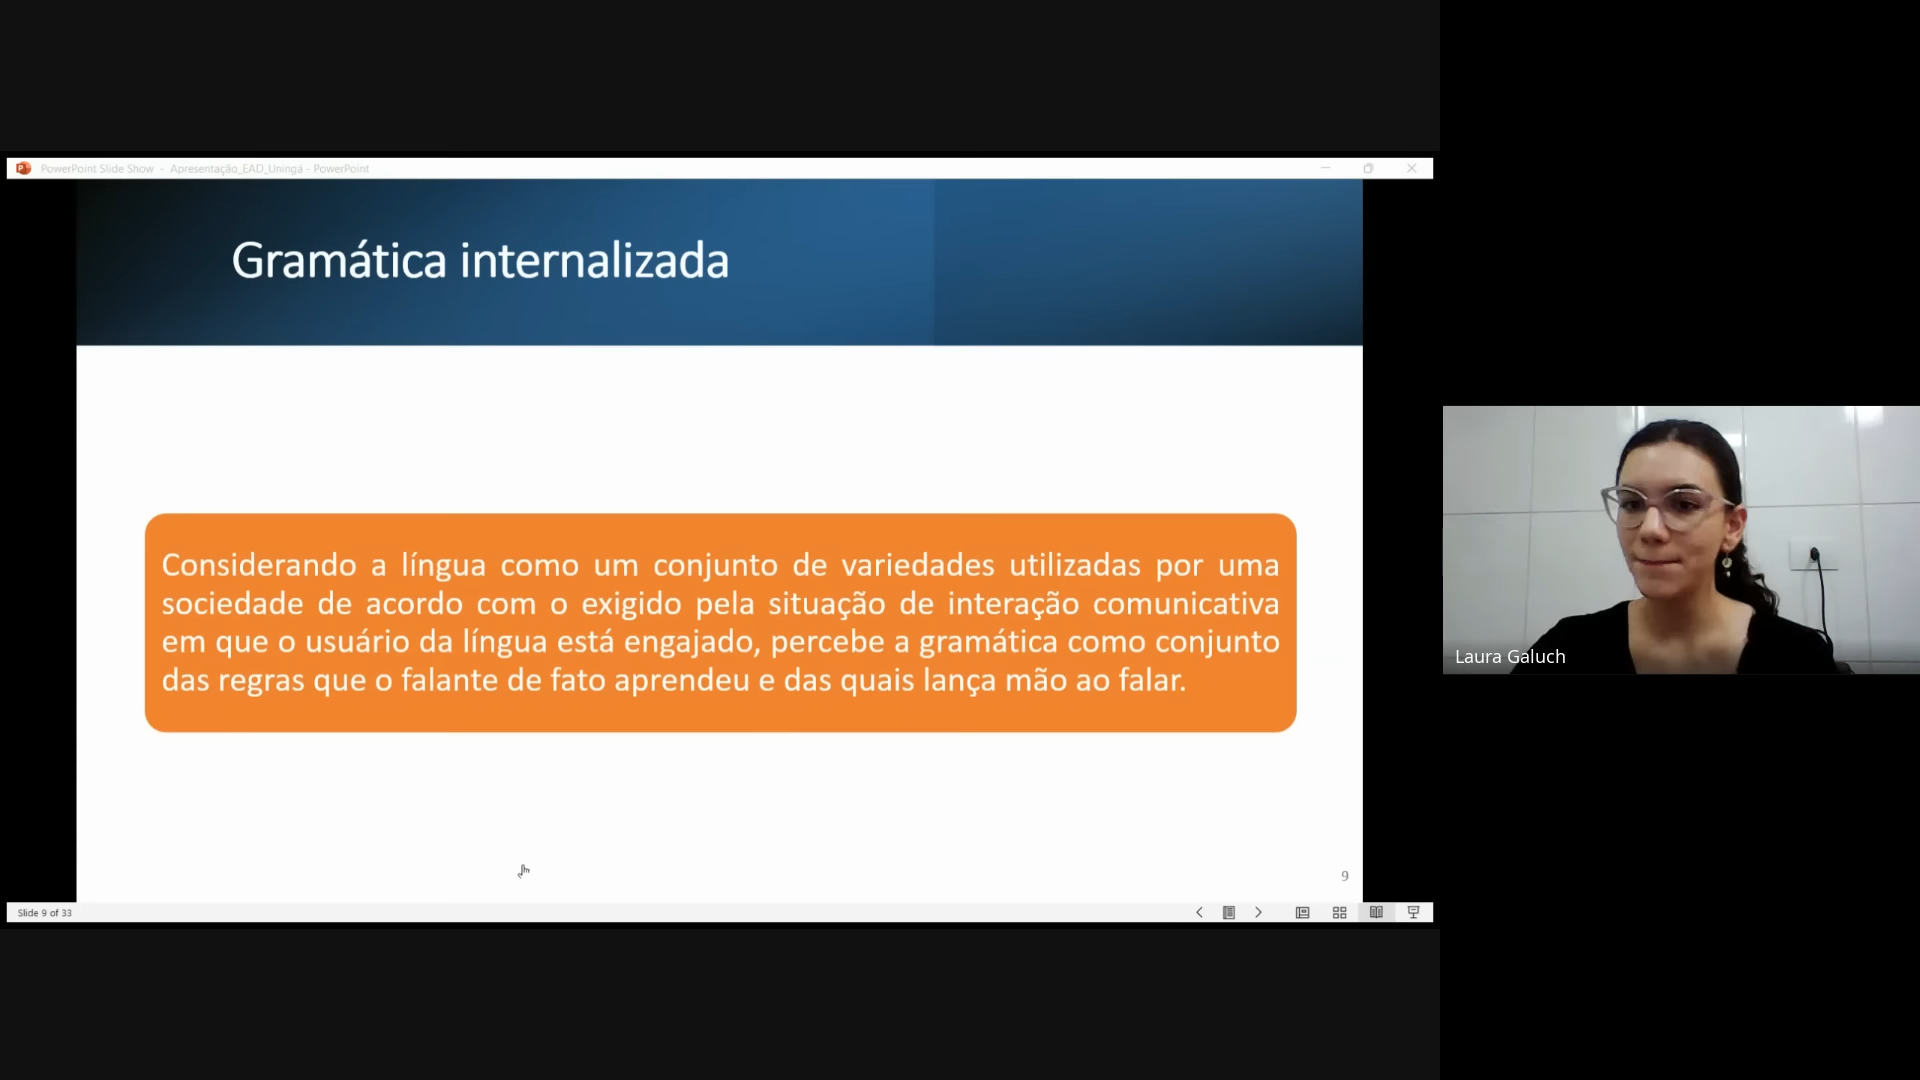 PowerPoint Slide Show - Apresentação_EAD_Uningá - PowerPoint
Gramática internalizada
Considerando a língua como um conjunto de variedades utilizadas por uma
sociedade de acordo com o exigido pela situação de interação comunicativa
em que o usuário da língua está engajado, percebe a gramática como conjunto
das regras que o falante de fato aprendeu e das quais lança mão ao falar.
9
Slide 9 of 33
Laura Galuch